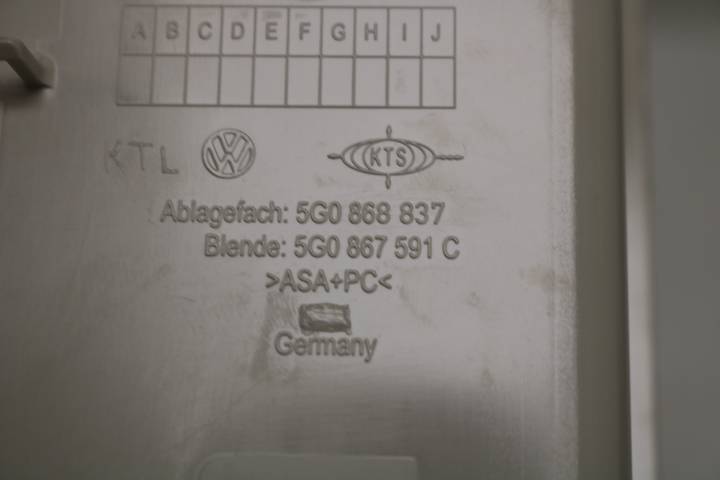 A B C D E F G H I J
KTL
KTS
Ablagefach: 5G0 868 837
Blende: 5G0 867 591 C
>ASA+PC<
Germany